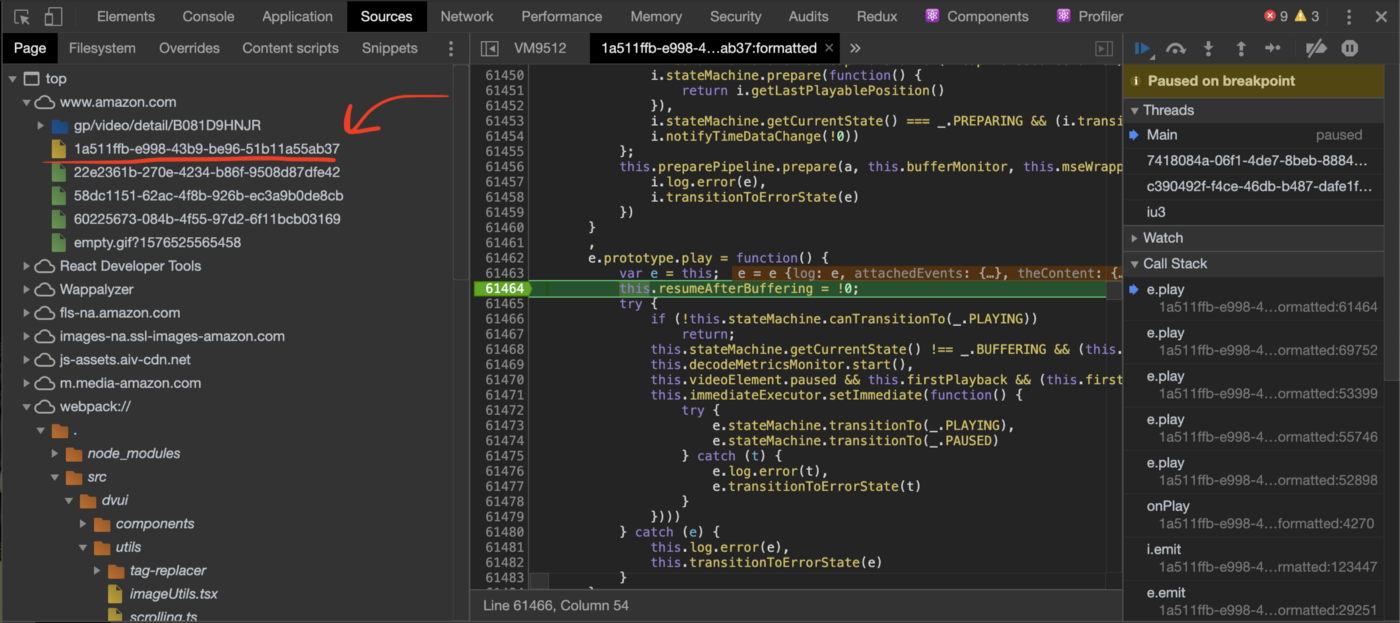 Elements Console Application Sources Network Performance Memory Security Audits Redux Components Profiler 9 3
Page Filesystem Overrides Content scripts Snippets
VM9512 1a511ffb-e998-4…ab37:formatted × »
top
www.amazon.com
gp/video/detail/B081D9HNJR
1a511ffb-e998-43b9-be96-51b11a55ab37
22e2361b-270e-4234-b86f-9508d87dfe42
58dc1151-62ac-4f8b-926b-ec3a9b0de8cb
60225673-084b-4f55-97d2-6f11bcb03169
empty.gif?1576525565458
React Developer Tools
Wappalyzer
fls-na.amazon.com
images-na.ssl-images-amazon.com
js-assets.aiv-cdn.net
m.media-amazon.com
webpack://
.
node_modules
src
dvui
components
utils
tag-replacer
imageUtils.tsx
scrolling.ts
61450 i.stateMachine.prepare(function() {
61451 return i.getLastPlayablePosition()
61452 }),
61453 i.stateMachine.getCurrentState() === _.PREPARING && (i.transi
61454 i.notifyTimeDataChange(!0))
61455 };
61456 this.preparePipeline.prepare(a, this.bufferMonitor, this.mseWrapp
61457 i.log.error(e),
61458 i.transitionToErrorState(e)
61459 })
61460 }
61461 ,
61462 e.prototype.play = function() {
61463 var e = this; e = e {log: e, attachedEvents: {…}, theContent: {…
61464 this.resumeAfterBuffering = !0;
61465 try {
61466 if (!this.stateMachine.canTransitionTo(_.PLAYING))
61467 return;
61468 this.stateMachine.getCurrentState() !== _.BUFFERING && (this.
61469 this.decodeMetricsMonitor.start(),
61470 this.videoElement.paused && this.firstPlayback && (this.first
61471 this.immediateExecutor.setImmediate(function() {
61472 try {
61473 e.stateMachine.transitionTo(_.PLAYING),
61474 e.stateMachine.transitionTo(_.PAUSED)
61475 } catch (t) {
61476 e.log.error(t),
61477 e.transitionToErrorState(t)
61478 }
61479 })))
61480 } catch (e) {
61481 this.log.error(e),
61482 this.transitionToErrorState(e)
61483 }
Line 61466, Column 54
Paused on breakpoint
Threads
Main paused
7418084a-06f1-4de7-8beb-8884…
c390492f-f4ce-46db-b487-dafe1f…
iu3
Watch
Call Stack
e.play
1a511ffb-e998-4…ormatted:61464
e.play
1a511ffb-e998-4…ormatted:69752
e.play
1a511ffb-e998-4…ormatted:53399
e.play
1a511ffb-e998-4…ormatted:55746
e.play
1a511ffb-e998-4…ormatted:52898
onPlay
1a511ffb-e998-4…formatted:4270
i.emit
1a511ffb-e998-4…rmatted:123447
e.emit
1a511ffb-e998-4…ormatted:29251